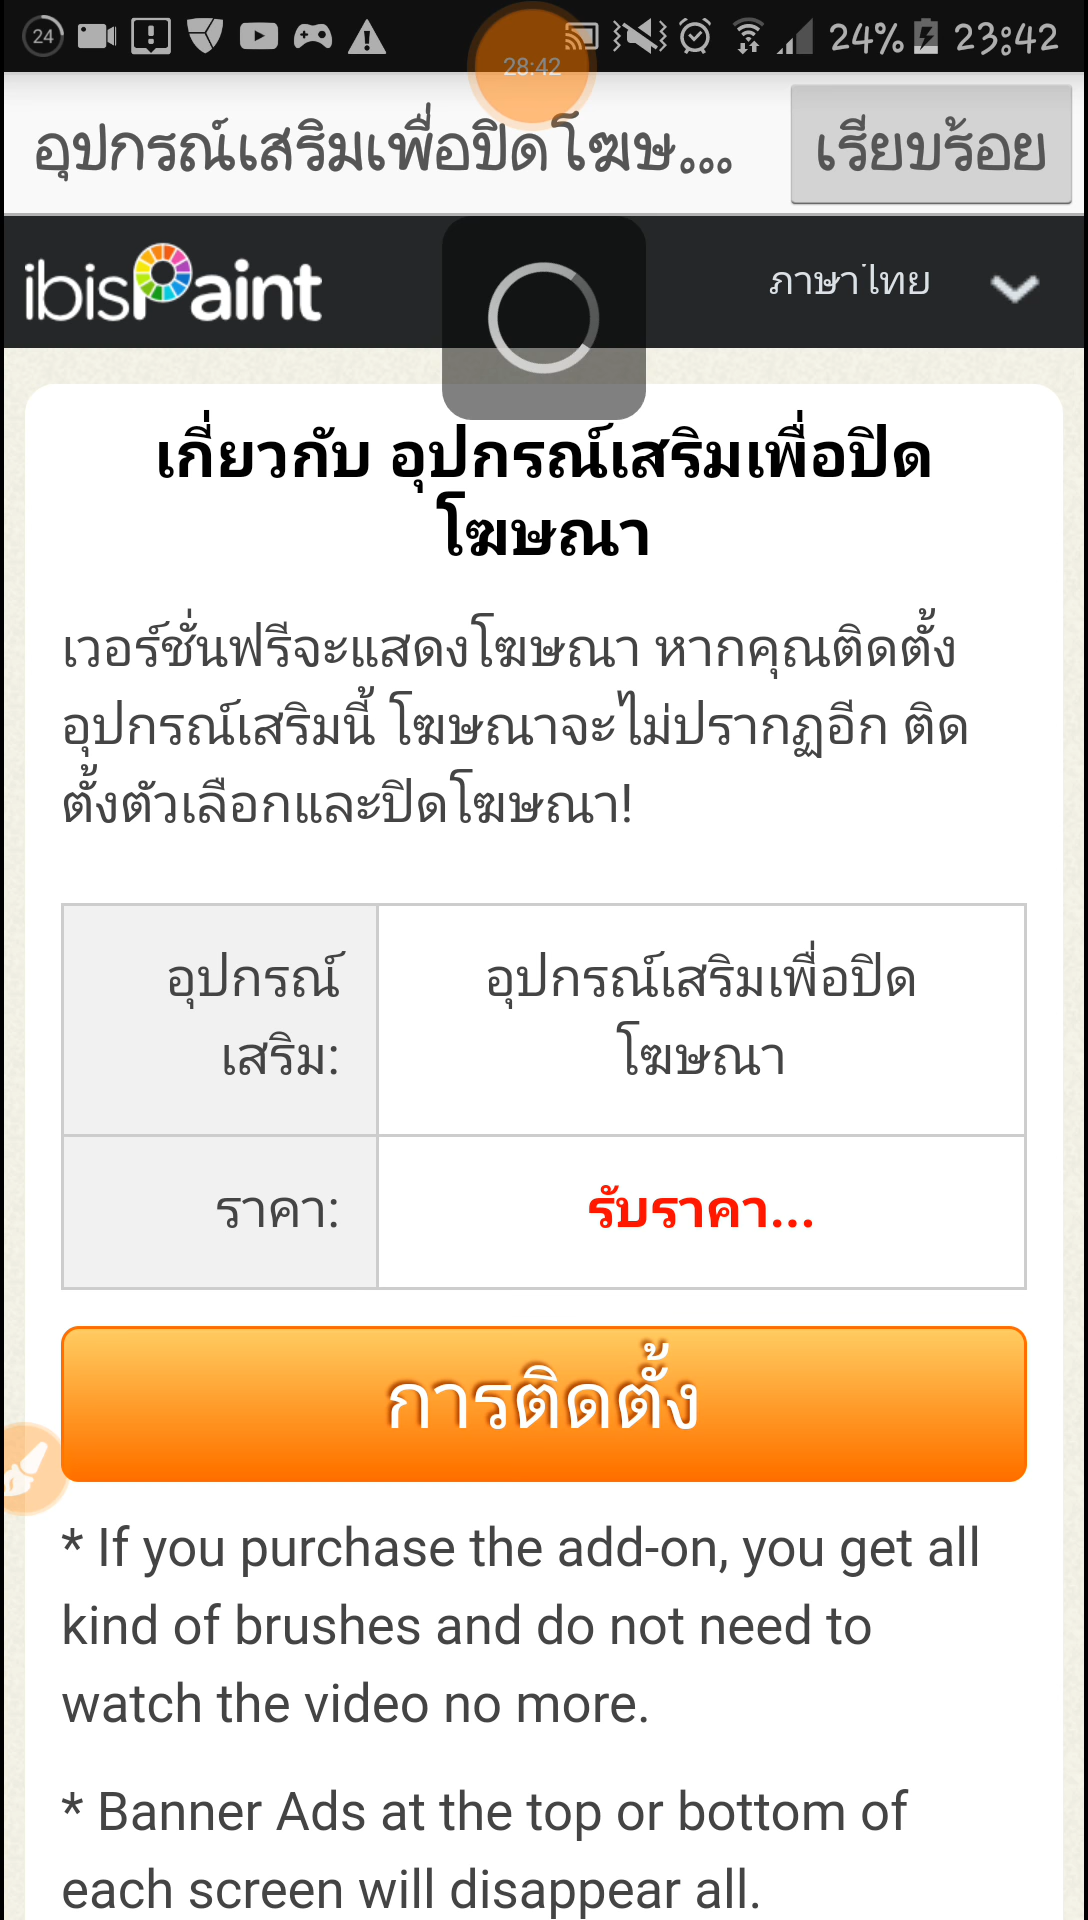 24
28:42
24%
23:42
อุปกรณ์เสริมเพื่อปิดโฆษ...
เรียบร้อย
ibisPaint
ภาษาไทย
เกี่ยวกับ อุปกรณ์เสริมเพื่อปิด
โฆษณา
เวอร์ชั่นฟรีจะแสดงโฆษณา หากคุณติดตั้ง
อุปกรณ์เสริมนี้ โฆษณาจะไม่ปรากฏอีก ติด
ตั้งตัวเลือกและปิดโฆษณา!
อุปกรณ์
เสริม:
อุปกรณ์เสริมเพื่อปิด
โฆษณา
ราคา:
รับราคา...
การติดตั้ง
* If you purchase the add-on, you get all
kind of brushes and do not need to
watch the video no more.
* Banner Ads at the top or bottom of
each screen will disappear all.